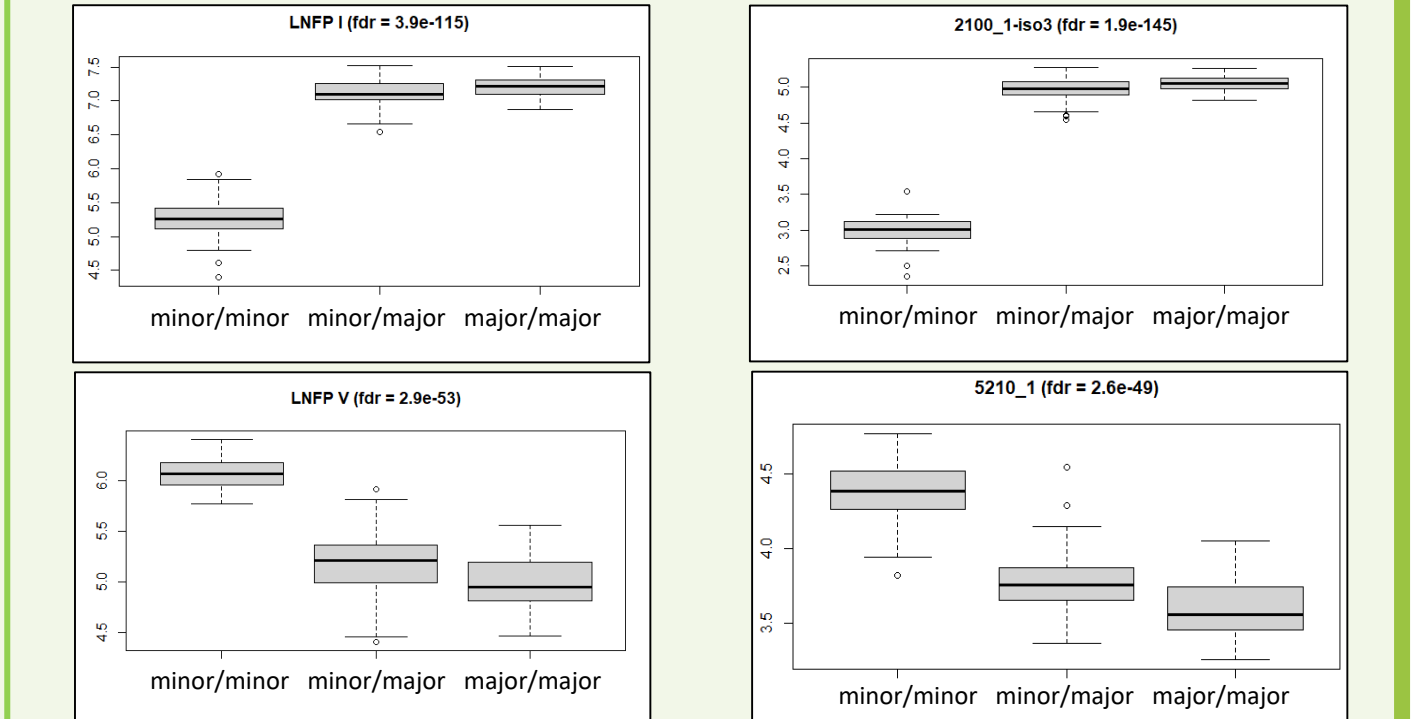 LNFP I (fdr = 3.9e-115)
7.5
7.0
6.5
6.0
5.5
5.0
4.5
minor/minor minor/major major/major
2100_1-iso3 (fdr = 1.9e-145)
5.0
4.5
4.0
3.5
3.0
2.5
minor/minor minor/major major/major
LNFP V (fdr = 2.9e-53)
6.0
5.5
5.0
4.5
minor/minor minor/major major/major
5210_1 (fdr = 2.6e-49)
4.5
4.0
3.5
minor/minor minor/major major/major